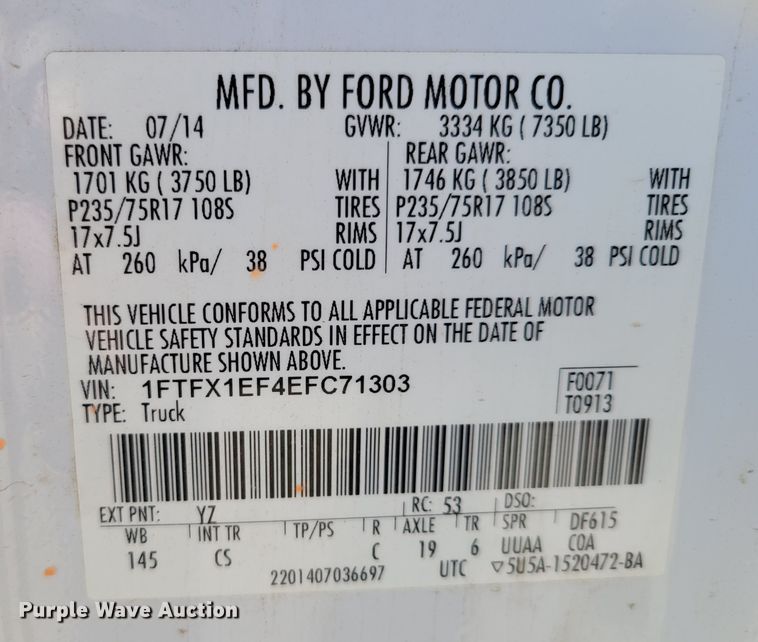 MFD. BY FORD MOTOR CO.
DATE: 07/14 GVWR: 3334 KG ( 7350 LB)
FRONT GAWR: REAR GAWR:
1701 KG ( 3750 LB) WITH 1746 KG ( 3850 LB) WITH
P235/75R17 108S TIRES P235/75R17 108S TIRES
17x7.5J RIMS 17x7.5J RIMS
AT 260 kPa/ 38 PSI COLD AT 260 kPa/ 38 PSI COLD
THIS VEHICLE CONFORMS TO ALL APPLICABLE FEDERAL MOTOR
VEHICLE SAFETY STANDARDS IN EFFECT ON THE DATE OF
MANUFACTURE SHOWN ABOVE.
VIN: 1FTFX1EF4EFC71303 F0071
TYPE: Truck T0913
EXT PNT: YZ RC: 53 DSO:
WB INT TR TP/PS R AXLE TR SPR DF615
145 CS C 19 6 UUAA COA
2201407036697 UTC ▽5U5A-1520472-BA
Purple Wave Auction